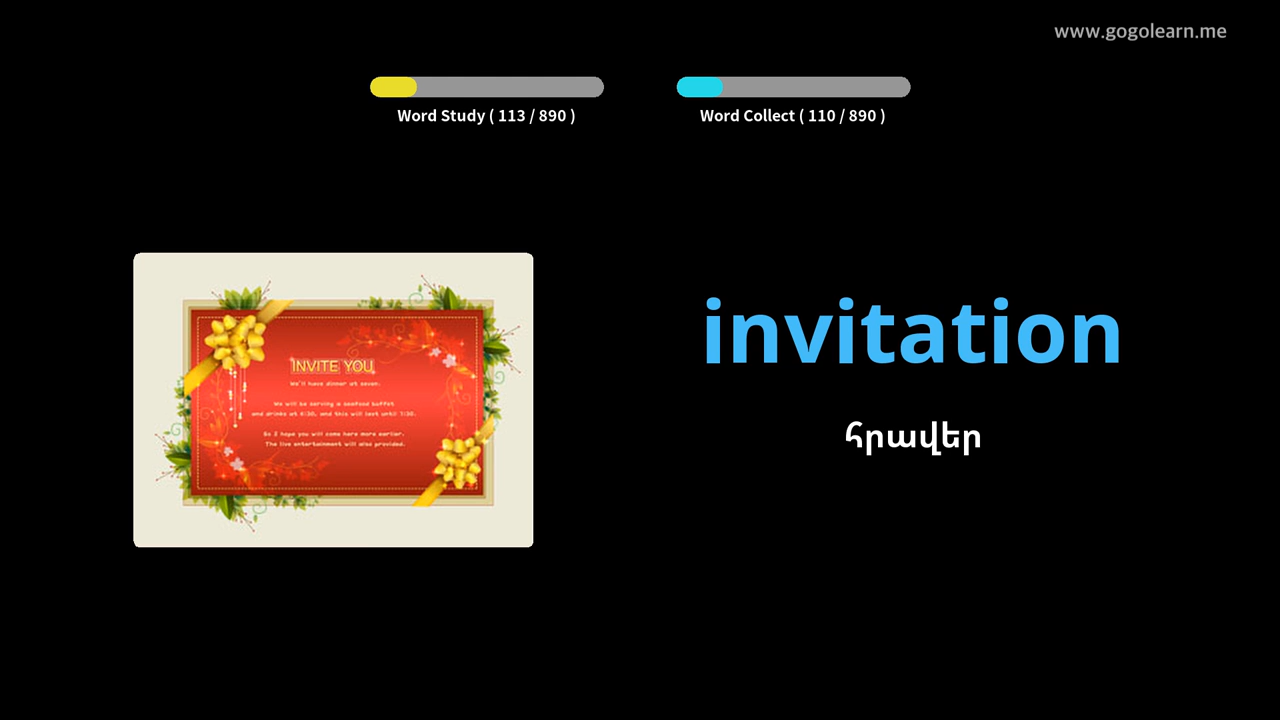 www.gogolearn.me
Word Study ( 113 / 890 )
Word Collect ( 110 / 890 )
INVITE YOU
We'll have dinner at seven.
We will be serving a seafood buffet
and drinks at 6:30, and this will last until 7:30.
So I hope you will come here more earlier.
The live entertainment will also provided.
invitation
հրավեր